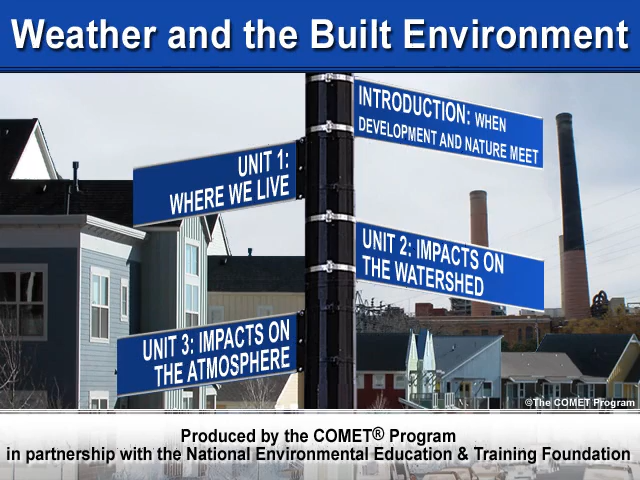 Weather and the Built Environment
INTRODUCTION: WHEN
DEVELOPMENT AND NATURE MEET
UNIT 1:
WHERE WE LIVE
UNIT 2: IMPACTS ON
THE WATERSHED
UNIT 3: IMPACTS ON
THE ATMOSPHERE
©The COMET Program
Produced by the COMET® Program
in partnership with the National Environmental Education & Training Foundation